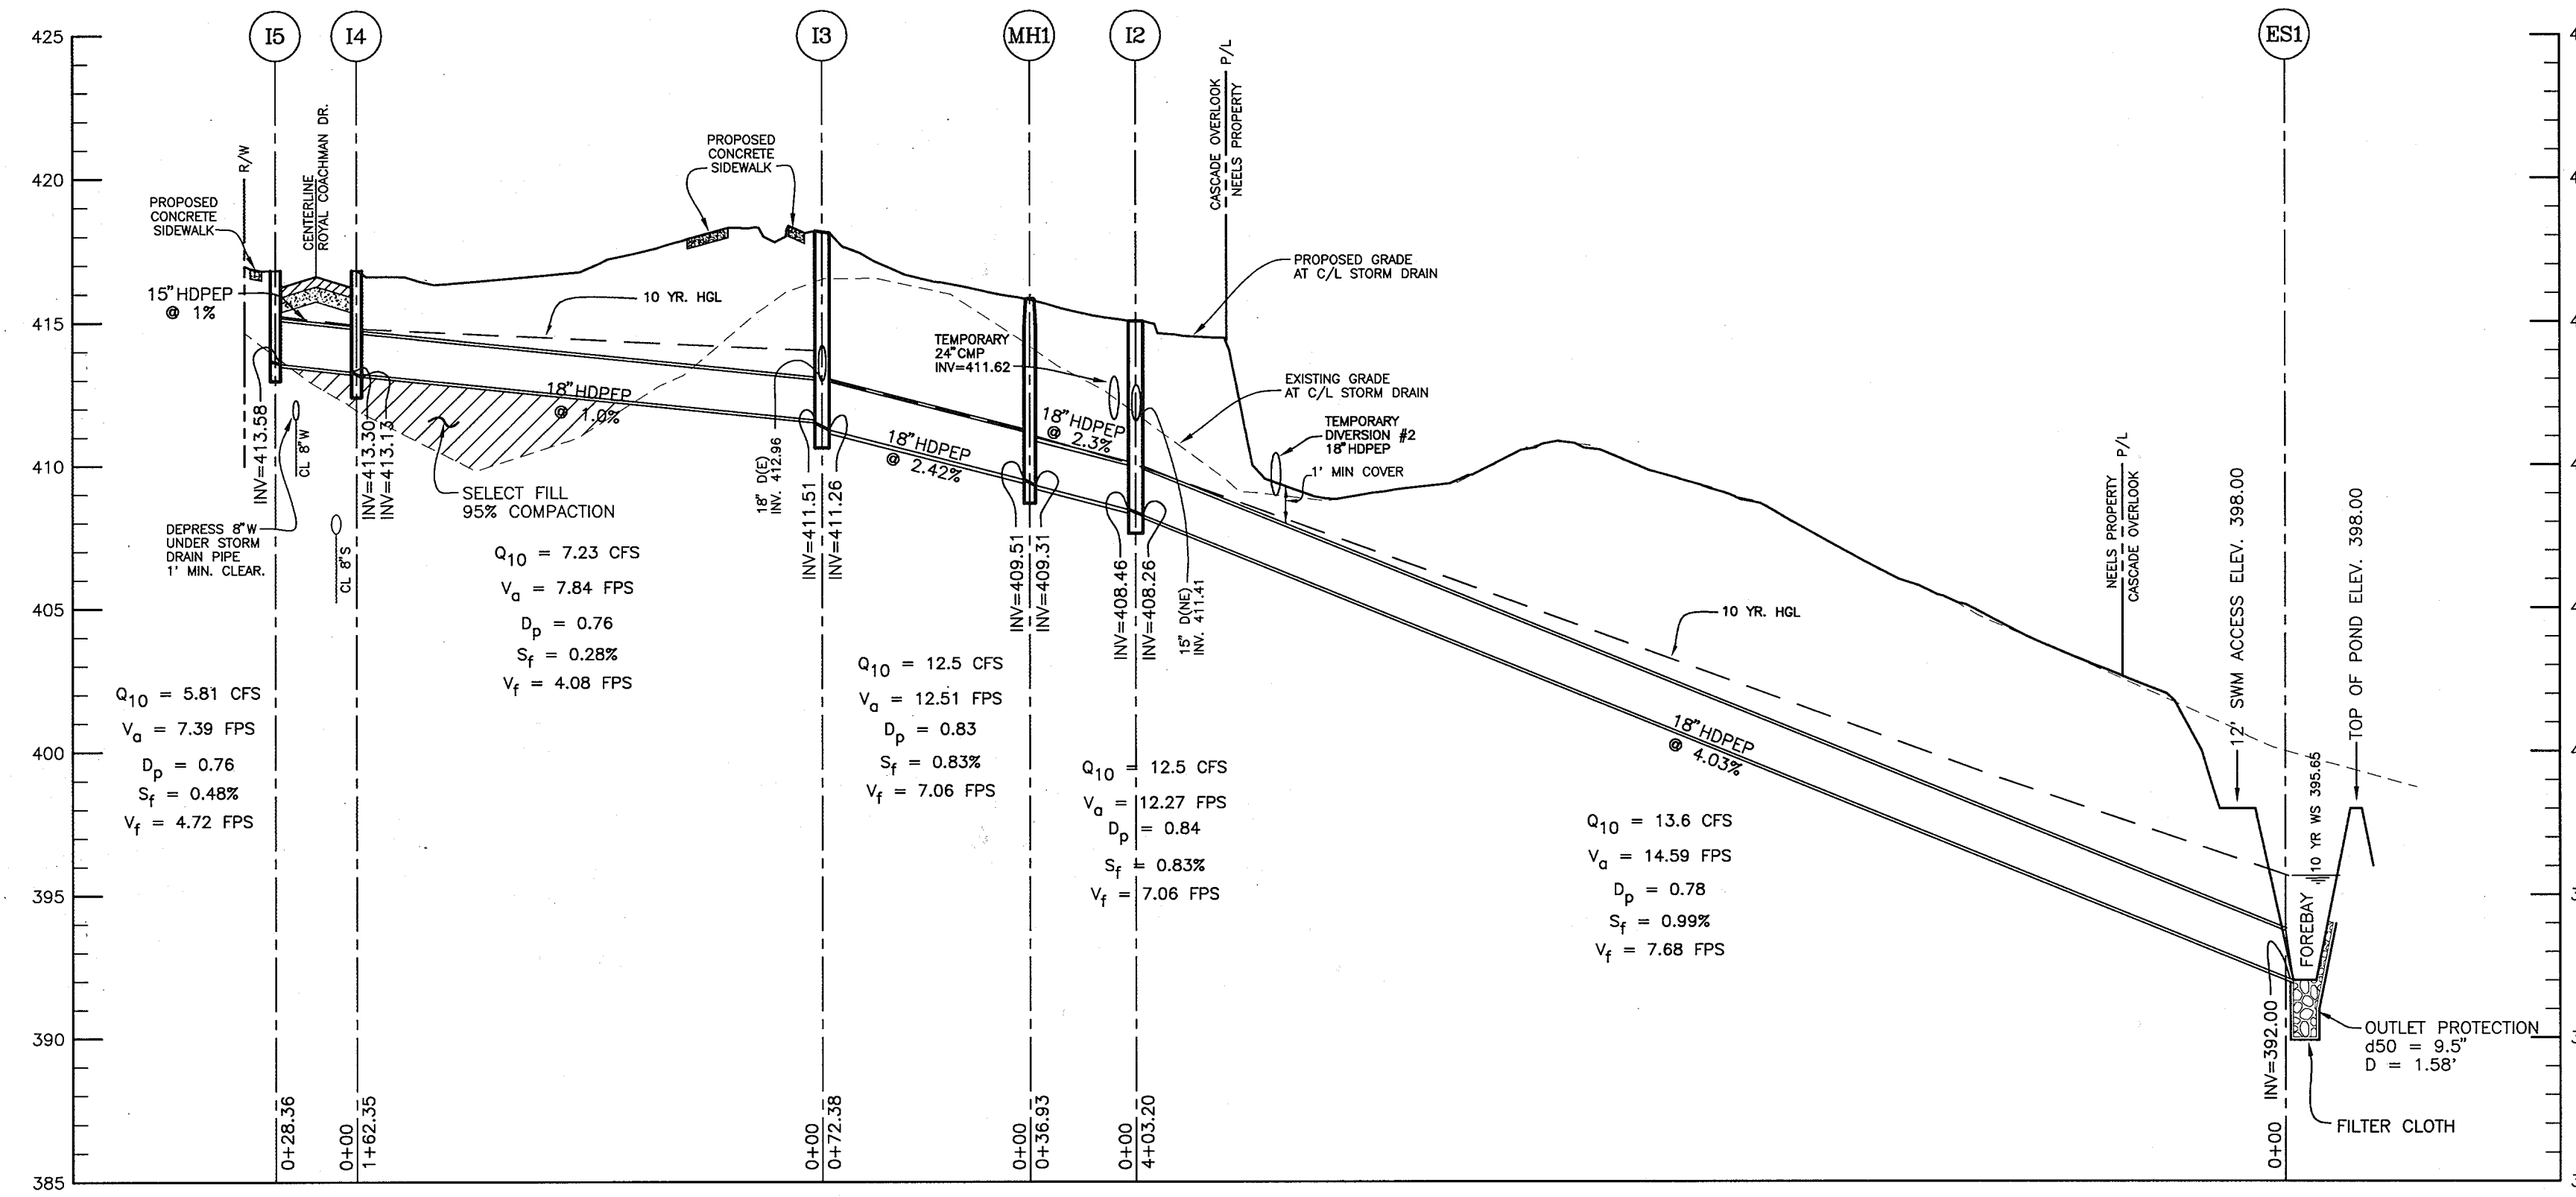 I5
I4
I3
MH1
I2
ES1
425
420
415
410
405
400
395
390
385
R/W
PROPOSED
CONCRETE
SIDEWALK
CENTERLINE
ROYAL COACHMAN DR.
15" HDPEP
@ 1%
INV=413.58
CL 8"W
DEPRESS 8"W
UNDER STORM
DRAIN PIPE
1' MIN. CLEAR.
CL 8"S
INV=413.30
INV=413.13
SELECT FILL
95% COMPACTION
18" HDPEP
@ 1.0%
10 YR. HGL
PROPOSED
CONCRETE
SIDEWALK
18" D(E)
INV. 412.96
INV=411.51
INV=411.26
18" HDPEP
@ 2.42%
TEMPORARY
24" CMP
INV=411.62
18" HDPEP
@ 2.3%
INV=409.51
INV=409.31
INV=408.46
INV=408.26
15" D(NE)
INV. 411.41
CASCADE OVERLOOK
P/L
NEELS PROPERTY
PROPOSED GRADE
AT C/L STORM DRAIN
EXISTING GRADE
AT C/L STORM DRAIN
TEMPORARY
DIVERSION #2
18" HDPEP
1' MIN COVER
10 YR. HGL
18" HDPEP
@ 4.03%
NEELS PROPERTY
P/L
CASCADE OVERLOOK
12' SWM ACCESS ELEV. 398.00
TOP OF POND ELEV. 398.00
10 YR WS 395.65
FOREBAY
INV=392.00
OUTLET PROTECTION
d50 = 9.5"
D = 1.58'
FILTER CLOTH
Q10 = 5.81 CFS
Va = 7.39 FPS
Dp = 0.76
Sf = 0.48%
Vf = 4.72 FPS
Q10 = 7.23 CFS
Va = 7.84 FPS
Dp = 0.76
Sf = 0.28%
Vf = 4.08 FPS
Q10 = 12.5 CFS
Va = 12.51 FPS
Dp = 0.83
Sf = 0.83%
Vf = 7.06 FPS
Q10 = 12.5 CFS
Va = 12.27 FPS
Dp = 0.84
Sf = 0.83%
Vf = 7.06 FPS
Q10 = 13.6 CFS
Va = 14.59 FPS
Dp = 0.78
Sf = 0.99%
Vf = 7.68 FPS
0+28.36
0+00
1+62.35
0+00
0+72.38
0+00
0+36.93
0+00
4+03.20
0+00